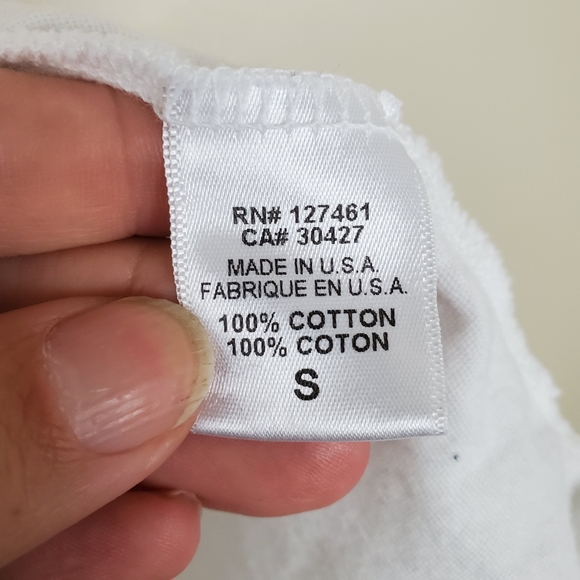 RN# 127461
CA# 30427
MADE IN U.S.A.
FABRIQUE EN U.S.A.
100% COTTON
100% COTON
S